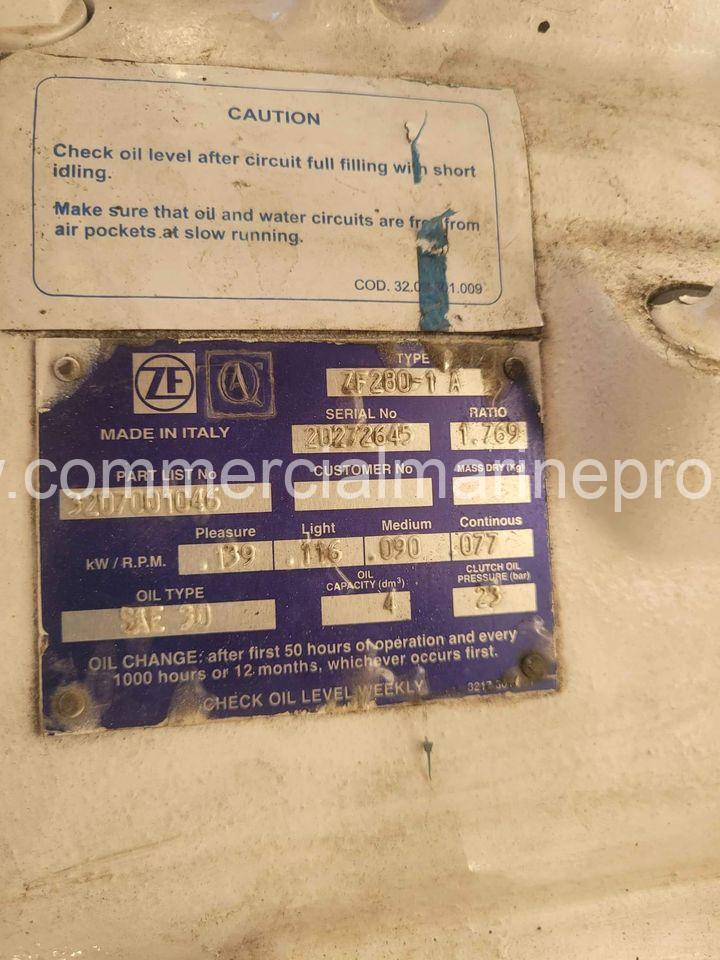 CAUTION
Check oil level after circuit full filling with short
idling.
Make sure that oil and water circuits are free from
air pockets at slow running.
COD. 32.
01.009
ZF
TYPE
ZF280-1 A
MADE IN ITALY
SERIAL No
RATIO
20272645
1.769
PART LIST No
CUSTOMER No
MASS DRY (Kg)
.commercialmarinepro
3207001046
Pleasure Light Medium Continous
kW / R.P.M. .139 .116 .090 .077
OIL TYPE
OIL
CAPACITY (dm³)
CLUTCH OIL
PRESSURE (bar)
SAE 30
4
23
OIL CHANGE: after first 50 hours of operation and every
1000 hours or 12 months, whichever occurs first.
CHECK OIL LEVEL WEEKLY